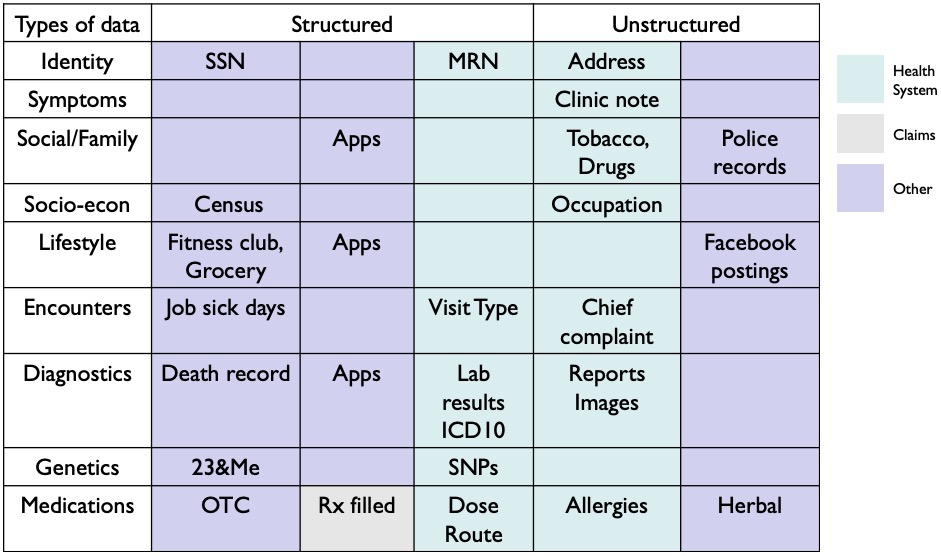 Types of data Structured Unstructured
Identity SSN MRN Address
Symptoms Clinic note
Social/Family Apps Tobacco, Police
Drugs records
Socio-econ Census Occupation
Lifestyle Fitness club, Apps Facebook
Grocery postings
Encounters Job sick days Visit Type Chief
complaint
Diagnostics Death record Apps Lab Reports
results Images
ICD10
Genetics 23&Me SNPs
Medications OTC Rx filled Dose Allergies Herbal
Route
Health
System
Claims
Other